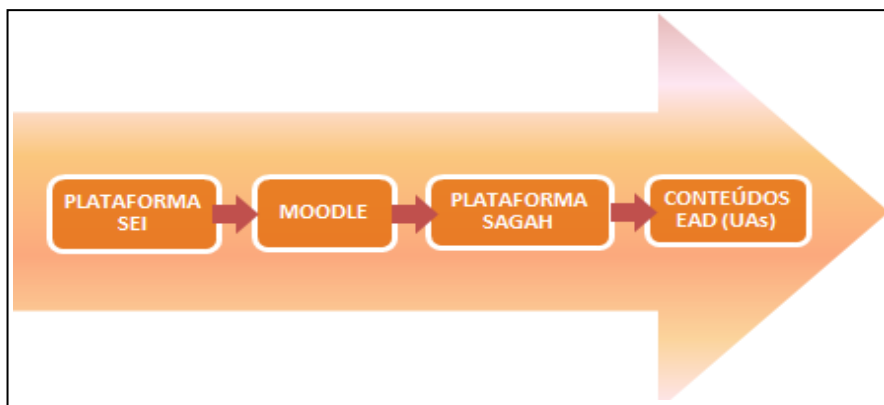 PLATAFORMA
SEI
MOODLE
PLATAFORMA
SAGAH
CONTEÚDOS
EAD (UAs)